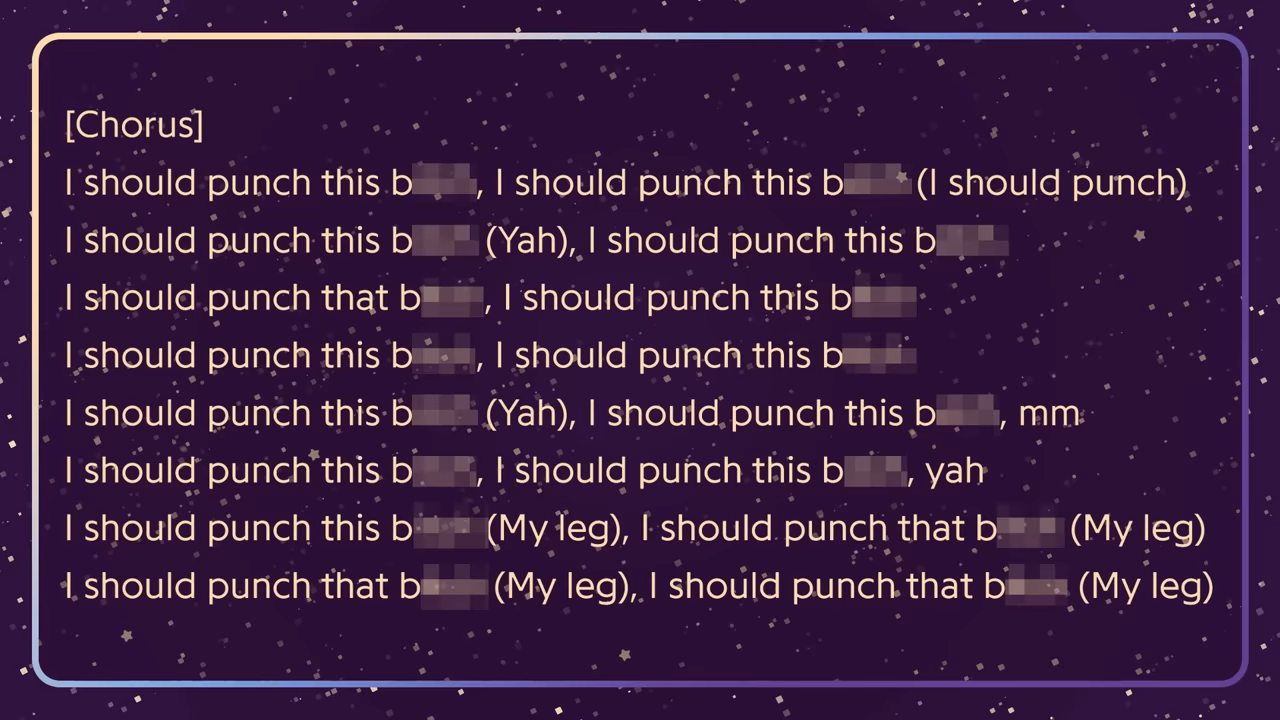 [Chorus]
I should punch this b, I should punch this b (I should punch)
I should punch this b (Yah), I should punch this b
I should punch that b, I should punch this b
I should punch this b, I should punch this b
I should punch this b (Yah), I should punch this b, mm
I should punch this b, I should punch this b, yah
I should punch this b (My leg), I should punch that b (My leg)
I should punch that b (My leg), I should punch that b (My leg)